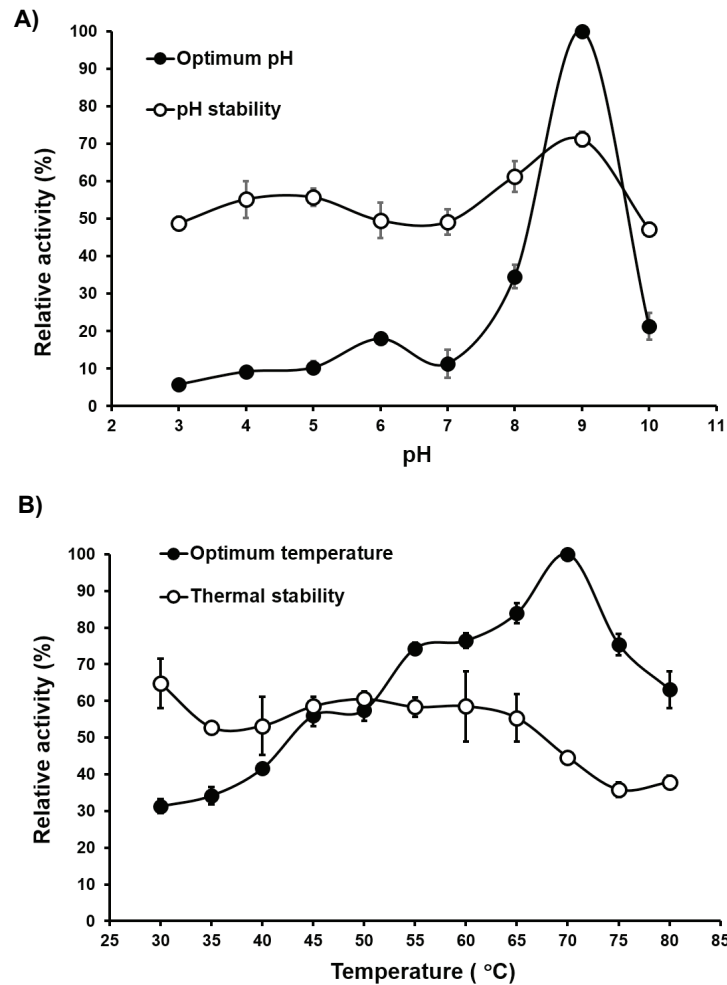 A)
Relative activity (%)
100
90
80
70
60
50
40
30
20
10
0
Optimum pH
pH stability
2 3 4 5 6 7 8 9 10 11
pH
B)
Relative activity (%)
100
90
80
70
60
50
40
30
20
10
0
Optimum temperature
Thermal stability
25 30 35 40 45 50 55 60 65 70 75 80 85
Temperature ( °C)